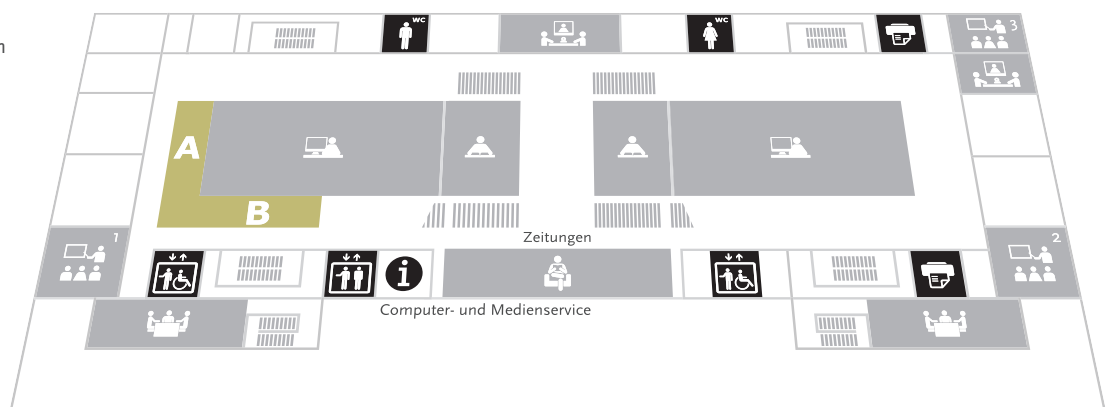 WC
WC
3
n
A
B
1
Zeitungen
2
i
Computer- und Medienservice